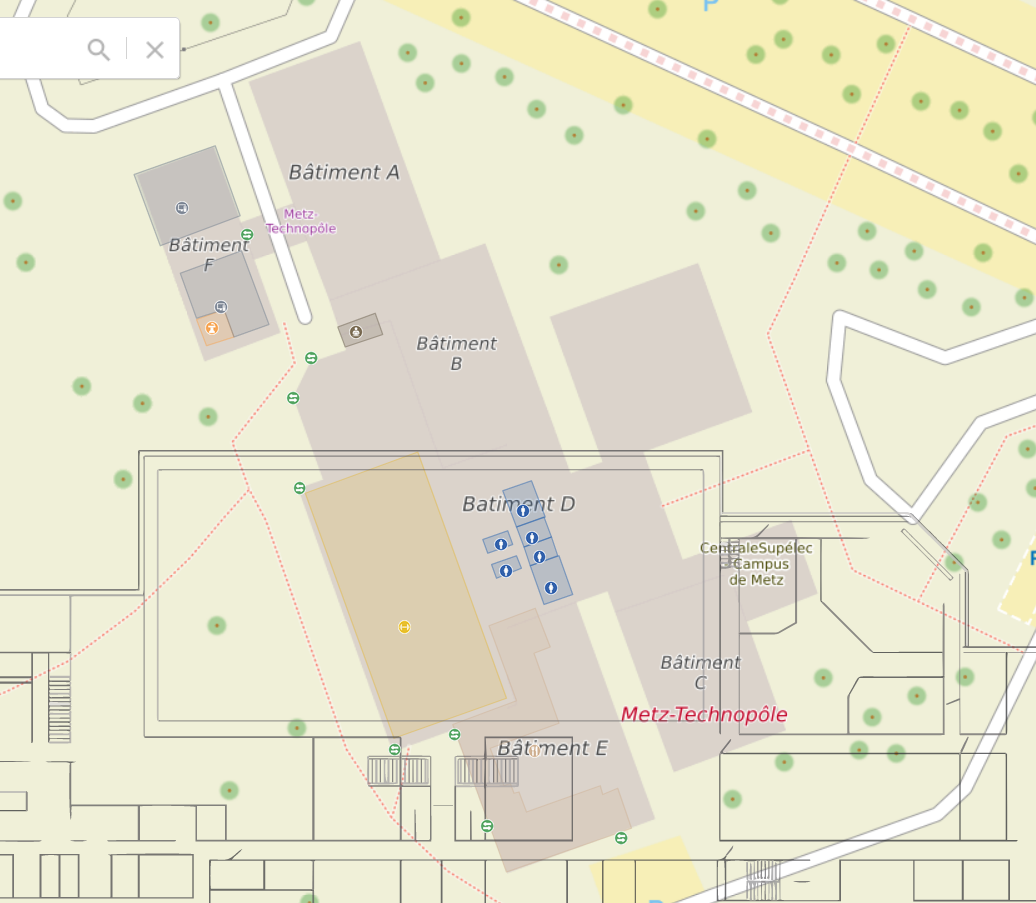 P
Bâtiment A
Metz-
Technopôle
Bâtiment
F
Bâtiment
B
Batiment D
CentraleSupélec
Campus
de Metz
Bâtiment
C
Metz-Technopôle
Bâtiment E
P